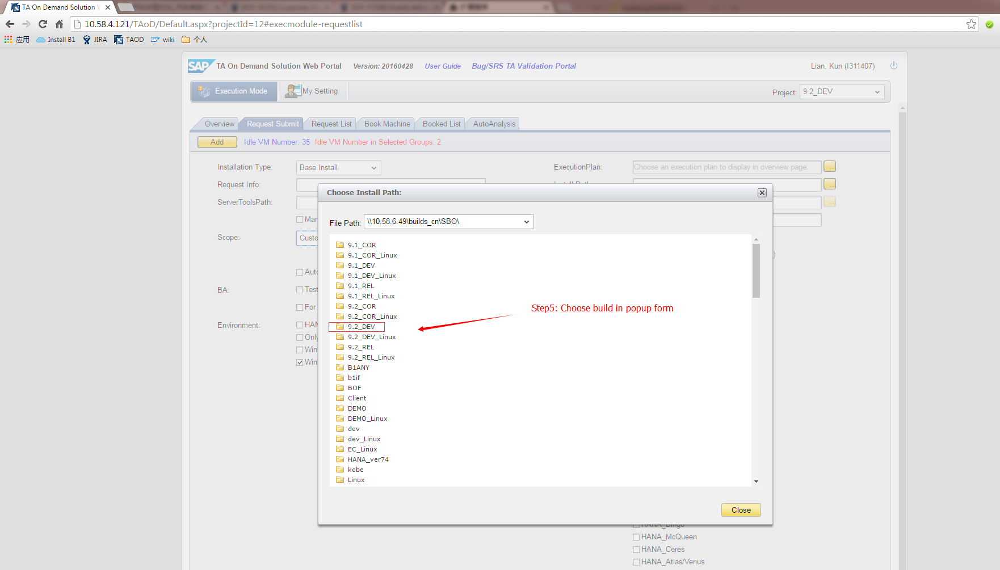 TA On Demand Solution W
10.58.4.121/TAoD/Default.aspx?projectId=12#execmodule-requestlist
应用 Install B1 JIRA TAOD wiki 个人
SAP TA On Demand Solution Web Portal Version: 20160428 User Guide Bug/SRS TA Validation Portal Lian, Kun (I311407)
Execution Mode My Setting Project: 9.2_DEV
Overview Request Submit Request List Book Machine Booked List AutoAnalysis
Add Idle VM Number: 35 Idle VM Number in Selected Groups: 2
Installation Type: Base Install ExecutionPlan: Choose an execution plan to display in overview page. ...
Request Info: ...
ServerToolsPath: ...
Man
Scope: Custo
Auto
BA: Test
For
Environment: HAN
Only
Win
Win
Choose Install Path:
File Path: \\10.58.6.49\builds_cn\SBO\
9.1_COR
9.1_COR_Linux
9.1_DEV
9.1_DEV_Linux
9.1_REL
9.1_REL_Linux
9.2_COR
9.2_COR_Linux
9.2_DEV
9.2_DEV_Linux
9.2_REL
9.2_REL_Linux
B1ANY
b1if
BOF
Client
DEMO
DEMO_Linux
dev
dev_Linux
EC_Linux
HANA_ver74
kobe
Linux
Step5: Choose build in popup form
Close
HANA_Bingo
HANA_McQueen
HANA_Ceres
HANA_Atlas/Venus